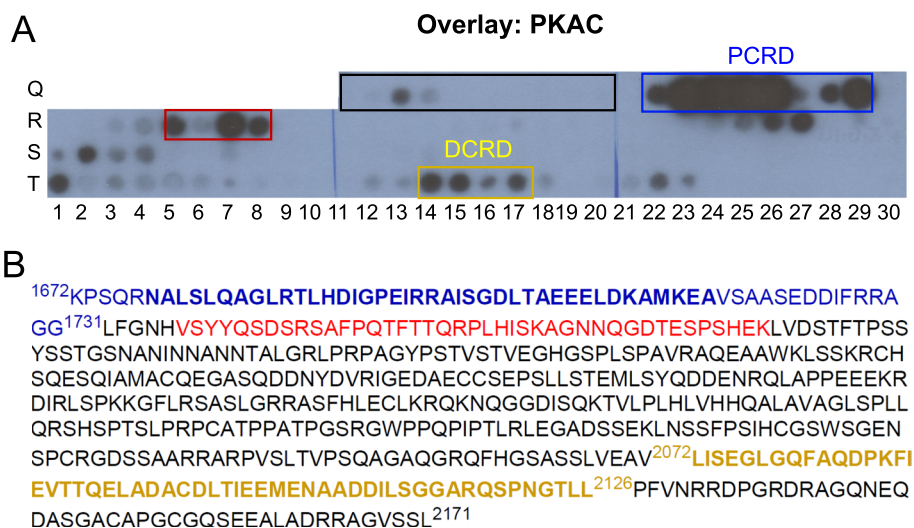 A
Overlay: PKAC
PCRD
Q
R
S
DCRD
T
1 2 3 4 5 6 7 8 9 10 11 12 13 14 15 16 17 18 19 20 21 22 23 24 25 26 27 28 29 30
B
1672KPSQRNALSLQAGLRTLHDIGPEIRRAISGDLTAEEELDKAMKEAVSAASEDDIFRRA
GG1731LFGNHVSYYQSDSRSAFPQTFTTQRPLHISKAGNNQGDTESPSHEKLVDSTFTPSS
YSSTGSNANINNANNTALGRLPRPAGYPSTVSTVEGHGSPLSPAVRAQEAAWKLSSKRCH
SQESQIAMACQEGASQDDNYDVRIGEDAECCSEPSLLSTEMLSYQDDENRQLAPPEEEKR
DIRLSPKKGFLRSASLGRRASFHLECLKRQKNQGGDISQKTVLPLHLVHHQALAVAGLSPLL
QRSHSPTSLPRPCATPPATPGSRGWPPQPIPTLRLEGADSSEKLNSSFPSIHCGSWSGEN
SPCRGDSSAARRARPVSLTVPSQAGAQGRQFHGSASSLVEAV2072LISEGLGQFAQDPKFI
EVTTQELADACDLTIEEMENAADDILSGGARQSPNGTLL2126PFVNRRDPGRDRAGQNEQ
DASGACAPGCGQSEEALADRRAGVSSL2171